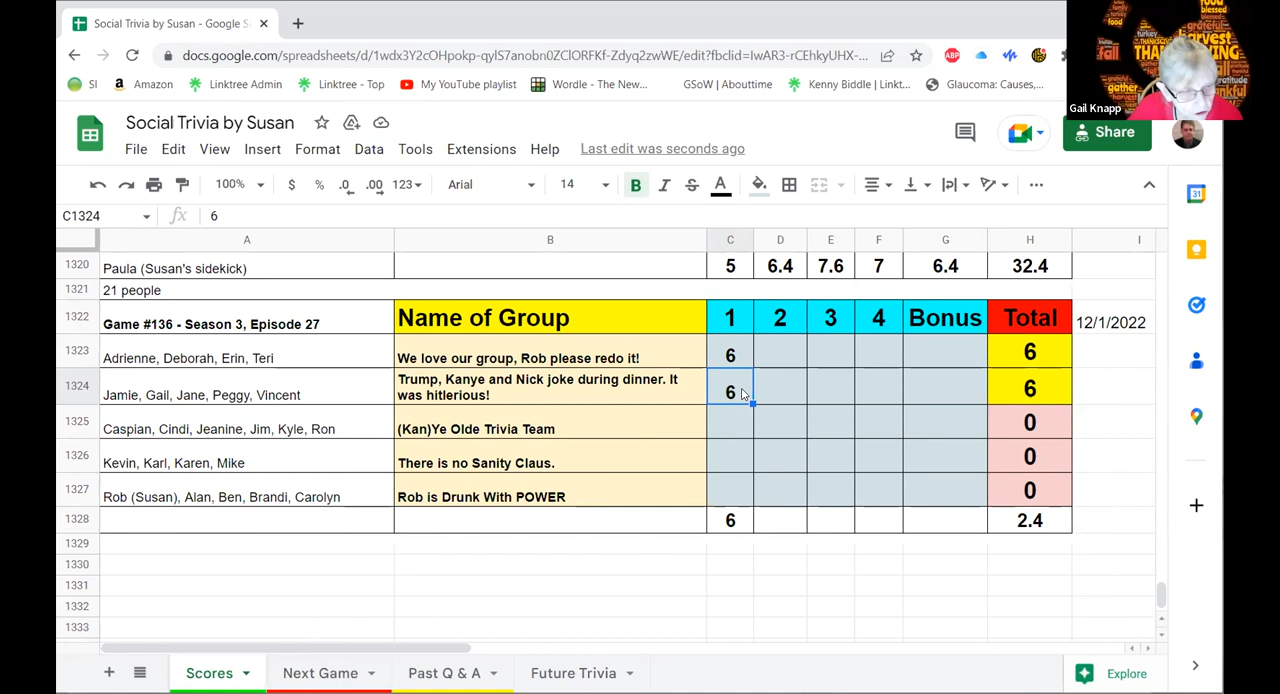 Social Trivia by Susan - Google S
docs.google.com/spreadsheets/d/
SI
Amazon
Linktree Admin
Linktree - Top
My YouTube playlist
Wordle - The New...
GSoW | Abouttime
Kenny Biddle | Linkt...
Glaucoma: Causes,...
Gail Knapp
Social Trivia by Susan
Share
File Edit View Insert Format Data Tools Extensions Help Last edit was seconds ago
100% $ % .0 .00 123 Arial 14 B I S A
C1324 fx 6
A B C D E F G H I
1320 Paula (Susan's sidekick) 5 6.4 7.6 7 6.4 32.4
1321 21 people
1322 Game #136 - Season 3, Episode 27 Name of Group 1 2 3 4 Bonus Total 12/1/2022
1323 Adrienne, Deborah, Erin, Teri We love our group, Rob please redo it! 6 6
1324 Jamie, Gail, Jane, Peggy, Vincent Trump, Kanye and Nick joke during dinner. It was hitlerious! 6 6
1325 Caspian, Cindi, Jeanine, Jim, Kyle, Ron (Kan)Ye Olde Trivia Team 0
1326 Kevin, Karl, Karen, Mike There is no Sanity Claus. 0
1327 Rob (Susan), Alan, Ben, Brandi, Carolyn Rob is Drunk With POWER 0
1328 6 2.4
1329
1330
1331
1332
1333
Scores Next Game Past Q & A Future Trivia Explore